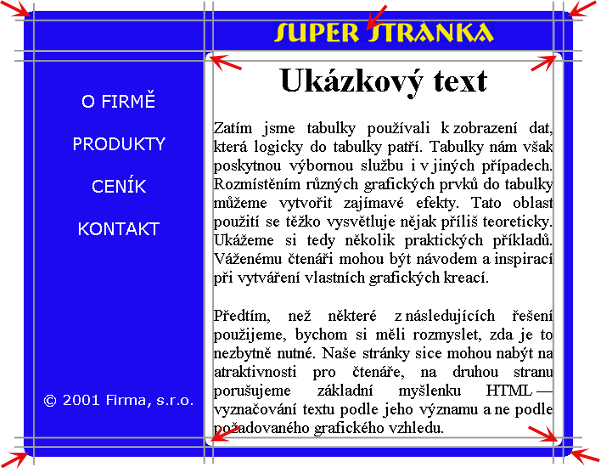 SUPER STRANKA
O FIRMĚ
PRODUKTY
CENÍK
KONTAKT
© 2001 Firma, s.r.o.
Ukázkový text
Zatím jsme tabulky používali k zobrazení dat,
která logicky do tabulky patří. Tabulky nám však
poskytnou výbornou službu i v jiných případech.
Rozmístěním různých grafických prvků do tabulky
můžeme vytvořit zajímavé efekty. Tato oblast
použití se těžko vysvětluje nějak příliš teoreticky.
Ukážeme si tedy několik praktických příkladů.
Váženému čtenáři mohou být návodem a inspirací
při vytváření vlastních grafických kreací.
Předtím, než některé z následujících řešení
použijeme, bychom si měli rozmyslet, zda je to
nezbytně nutné. Naše stránky sice mohou nabýt na
atraktivnosti pro čtenáře, na druhou stranu
porušujeme základní myšlenku HTML —
vyznačování textu podle jeho významu a ne podle
požadovaného grafického vzhledu.